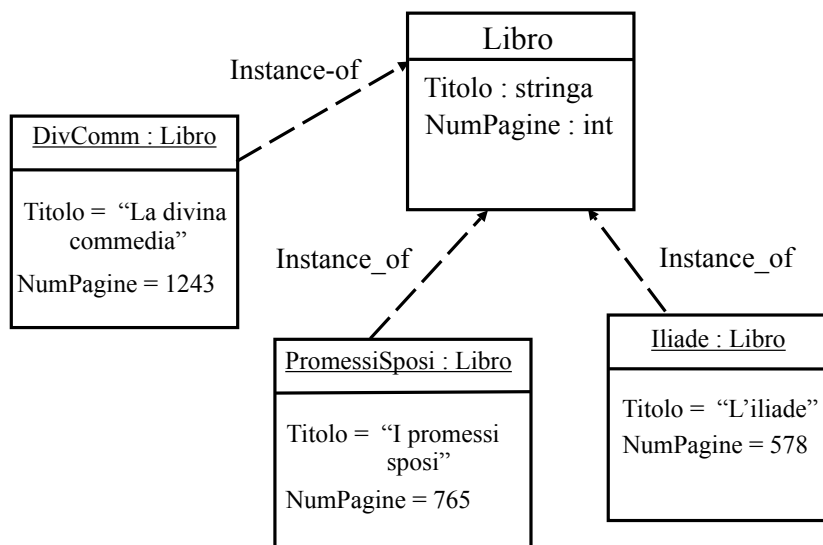 Libro
Titolo : stringa
NumPagine : int
Instance-of
DivComm : Libro
Titolo = “La divina
commedia”
NumPagine = 1243
Instance_of
Instance_of
PromessiSposi : Libro
Titolo = “I promessi
sposi”
NumPagine = 765
Iliade : Libro
Titolo = “L’iliade”
NumPagine = 578